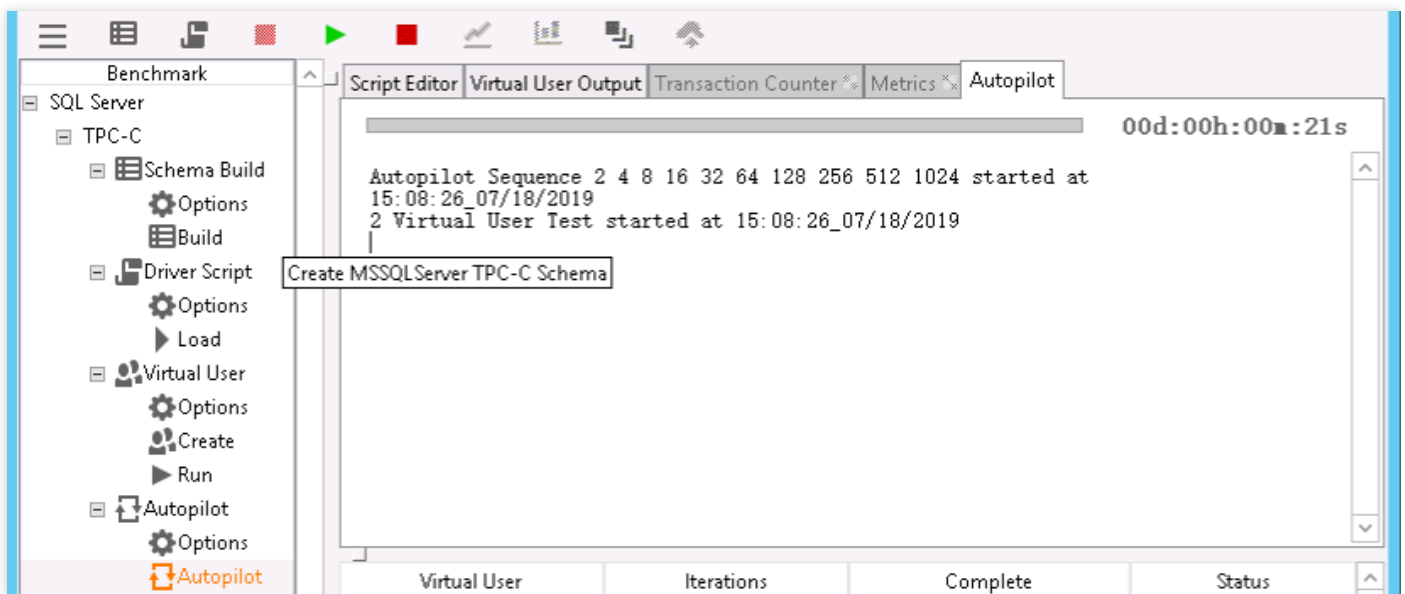 Benchmark
SQL Server
TPC-C
Schema Build
Options
Build
Driver Script
Options
Load
Virtual User
Options
Create
Run
Autopilot
Options
Autopilot
Script Editor Virtual User Output Transaction Counter Metrics Autopilot
00d:00h:00m:21s
Autopilot Sequence 2 4 8 16 32 64 128 256 512 1024 started at
15:08:26_07/18/2019
2 Virtual User Test started at 15:08:26_07/18/2019
Create MSSQLServer TPC-C Schema
Virtual User Iterations Complete Status